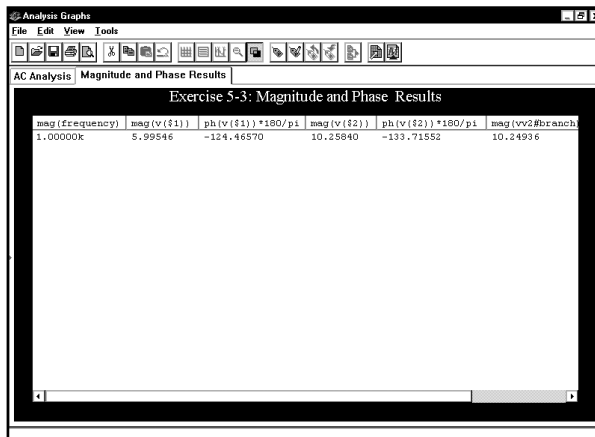 Analysis Graphs
File Edit View Tools
AC Analysis Magnitude and Phase Results
Exercise 5-3: Magnitude and Phase Results
mag(frequency) mag(v($1)) ph(v($1))*180/pi mag(v($2)) ph(v($2))*180/pi mag(vv2#branch)
1.00000k 5.99546 -124.46570 10.25840 -133.71552 10.24936